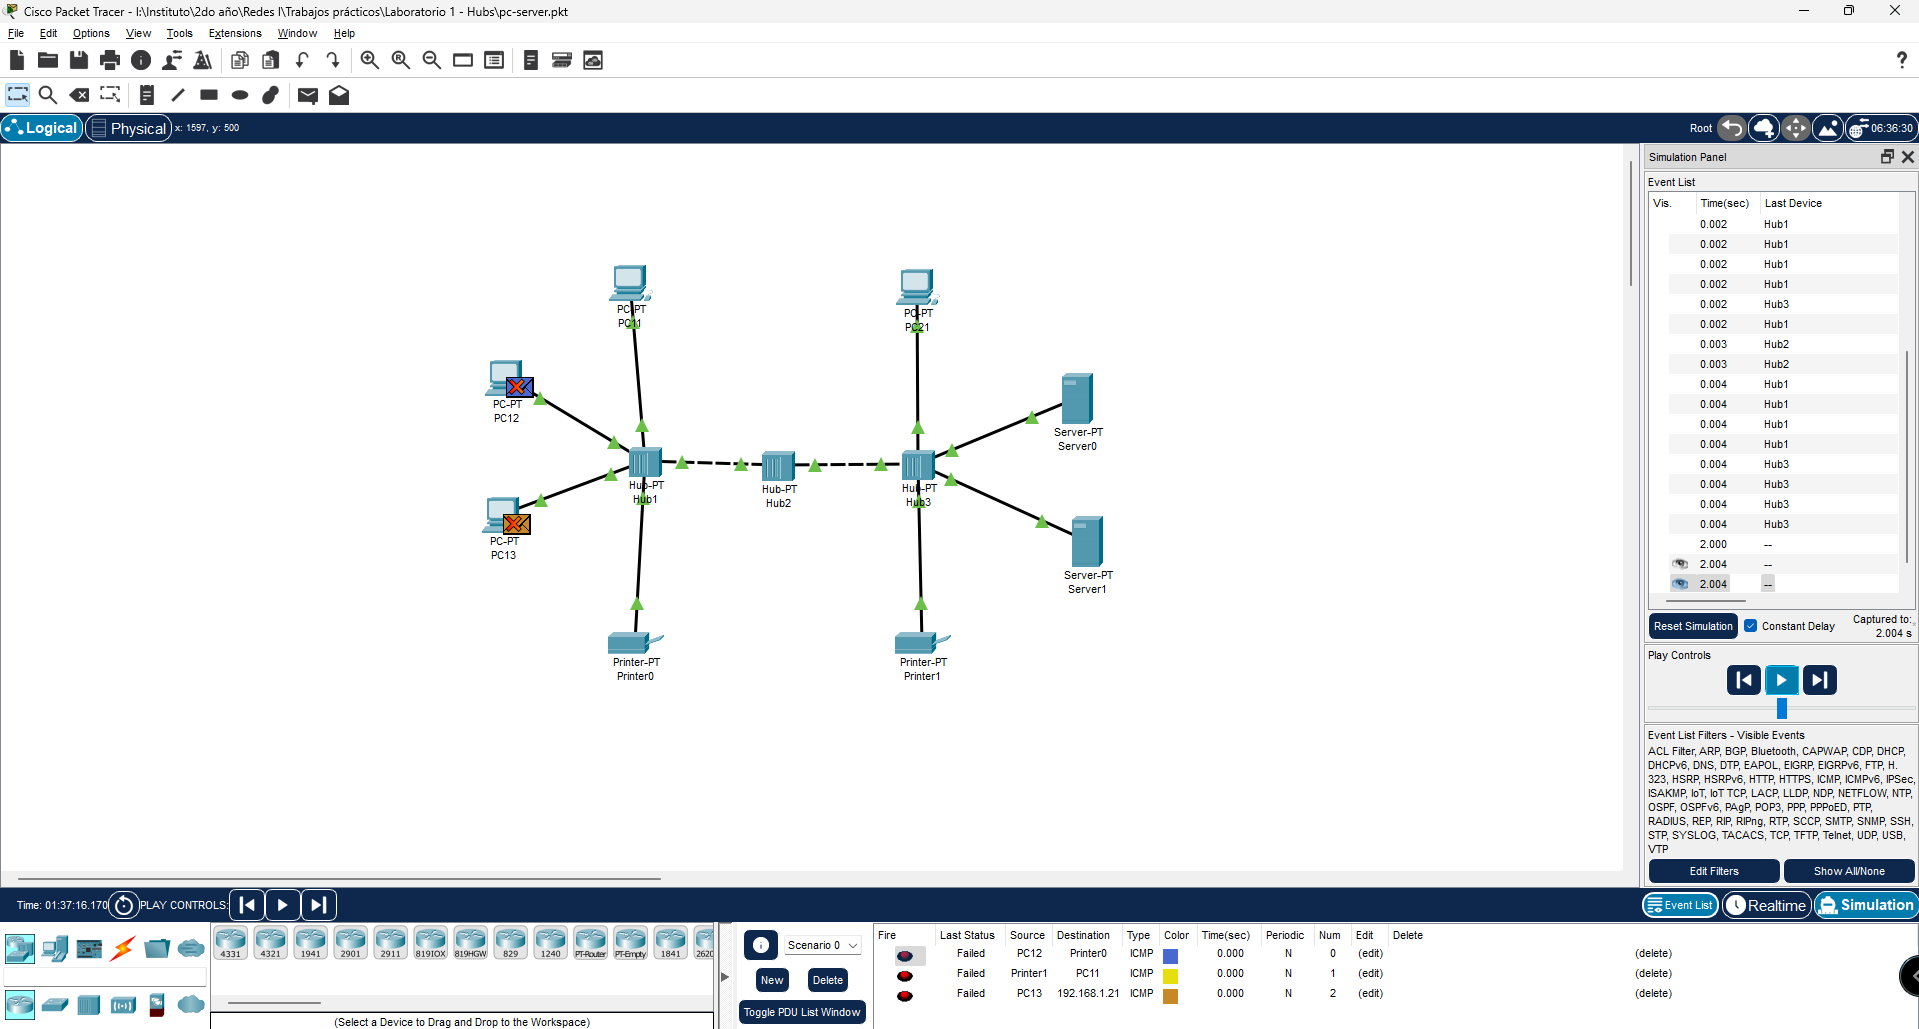 Cisco Packet Tracer - I:\Instituto\2do año\Redes I\Trabajos prácticos\Laboratorio 1 - Hubs\pc-server.pkt
File Edit Options View Tools Extensions Window Help
Logical Physical x: 1597, y: 500 Root 06:36:30
PC-PT
PC11
PC-PT
PC21
PC-PT
PC12
Server-PT
Server0
Hub-PT
Hub1
Hub-PT
Hub2
Hub-PT
Hub3
PC-PT
PC13
Server-PT
Server1
Printer-PT
Printer0
Printer-PT
Printer1
Simulation Panel
Event List
Vis. Time(sec) Last Device
0.002 Hub1
0.002 Hub1
0.002 Hub1
0.002 Hub1
0.002 Hub3
0.002 Hub1
0.003 Hub2
0.003 Hub2
0.004 Hub1
0.004 Hub1
0.004 Hub1
0.004 Hub1
0.004 Hub3
0.004 Hub3
0.004 Hub3
0.004 Hub3
2.000 --
2.004 --
2.004 --
Reset Simulation Constant Delay Captured to:
2.004 s
Play Controls
Event List Filters - Visible Events
ACL Filter, ARP, BGP, Bluetooth, CAPWAP, CDP, DHCP,
DHCPv6, DNS, DTP, EAPOL, EIGRP, EIGRPv6, FTP, H.
323, HSRP, HSRPv6, HTTP, HTTPS, ICMP, ICMPv6, IPSec,
ISAKMP, IoT, IoT TCP, LACP, LLDP, NDP, NETFLOW, NTP,
OSPF, OSPFv6, PAgP, POP3, PPP, PPPoED, PTP,
RADIUS, REP, RIP, RIPng, RTP, SCCP, SMTP, SNMP, SSH,
STP, SYSLOG, TACACS, TCP, TFTP, Telnet, UDP, USB,
VTP
Edit Filters Show All/None
Time: 01:37:16.170 PLAY CONTROLS: Event List Realtime Simulation
4331 4321 1941 2901 2911 819IOX 819HGW 829 1240 PT-Router PT-Empty 1841 2620
(Select a Device to Drag and Drop to the Workspace)
Scenario 0
New Delete
Toggle PDU List Window
Fire Last Status Source Destination Type Color Time(sec) Periodic Num Edit Delete
Failed PC12 Printer0 ICMP 0.000 N 0 (edit) (delete)
Failed Printer1 PC11 ICMP 0.000 N 1 (edit) (delete)
Failed PC13 192.168.1.21 ICMP 0.000 N 2 (edit) (delete)